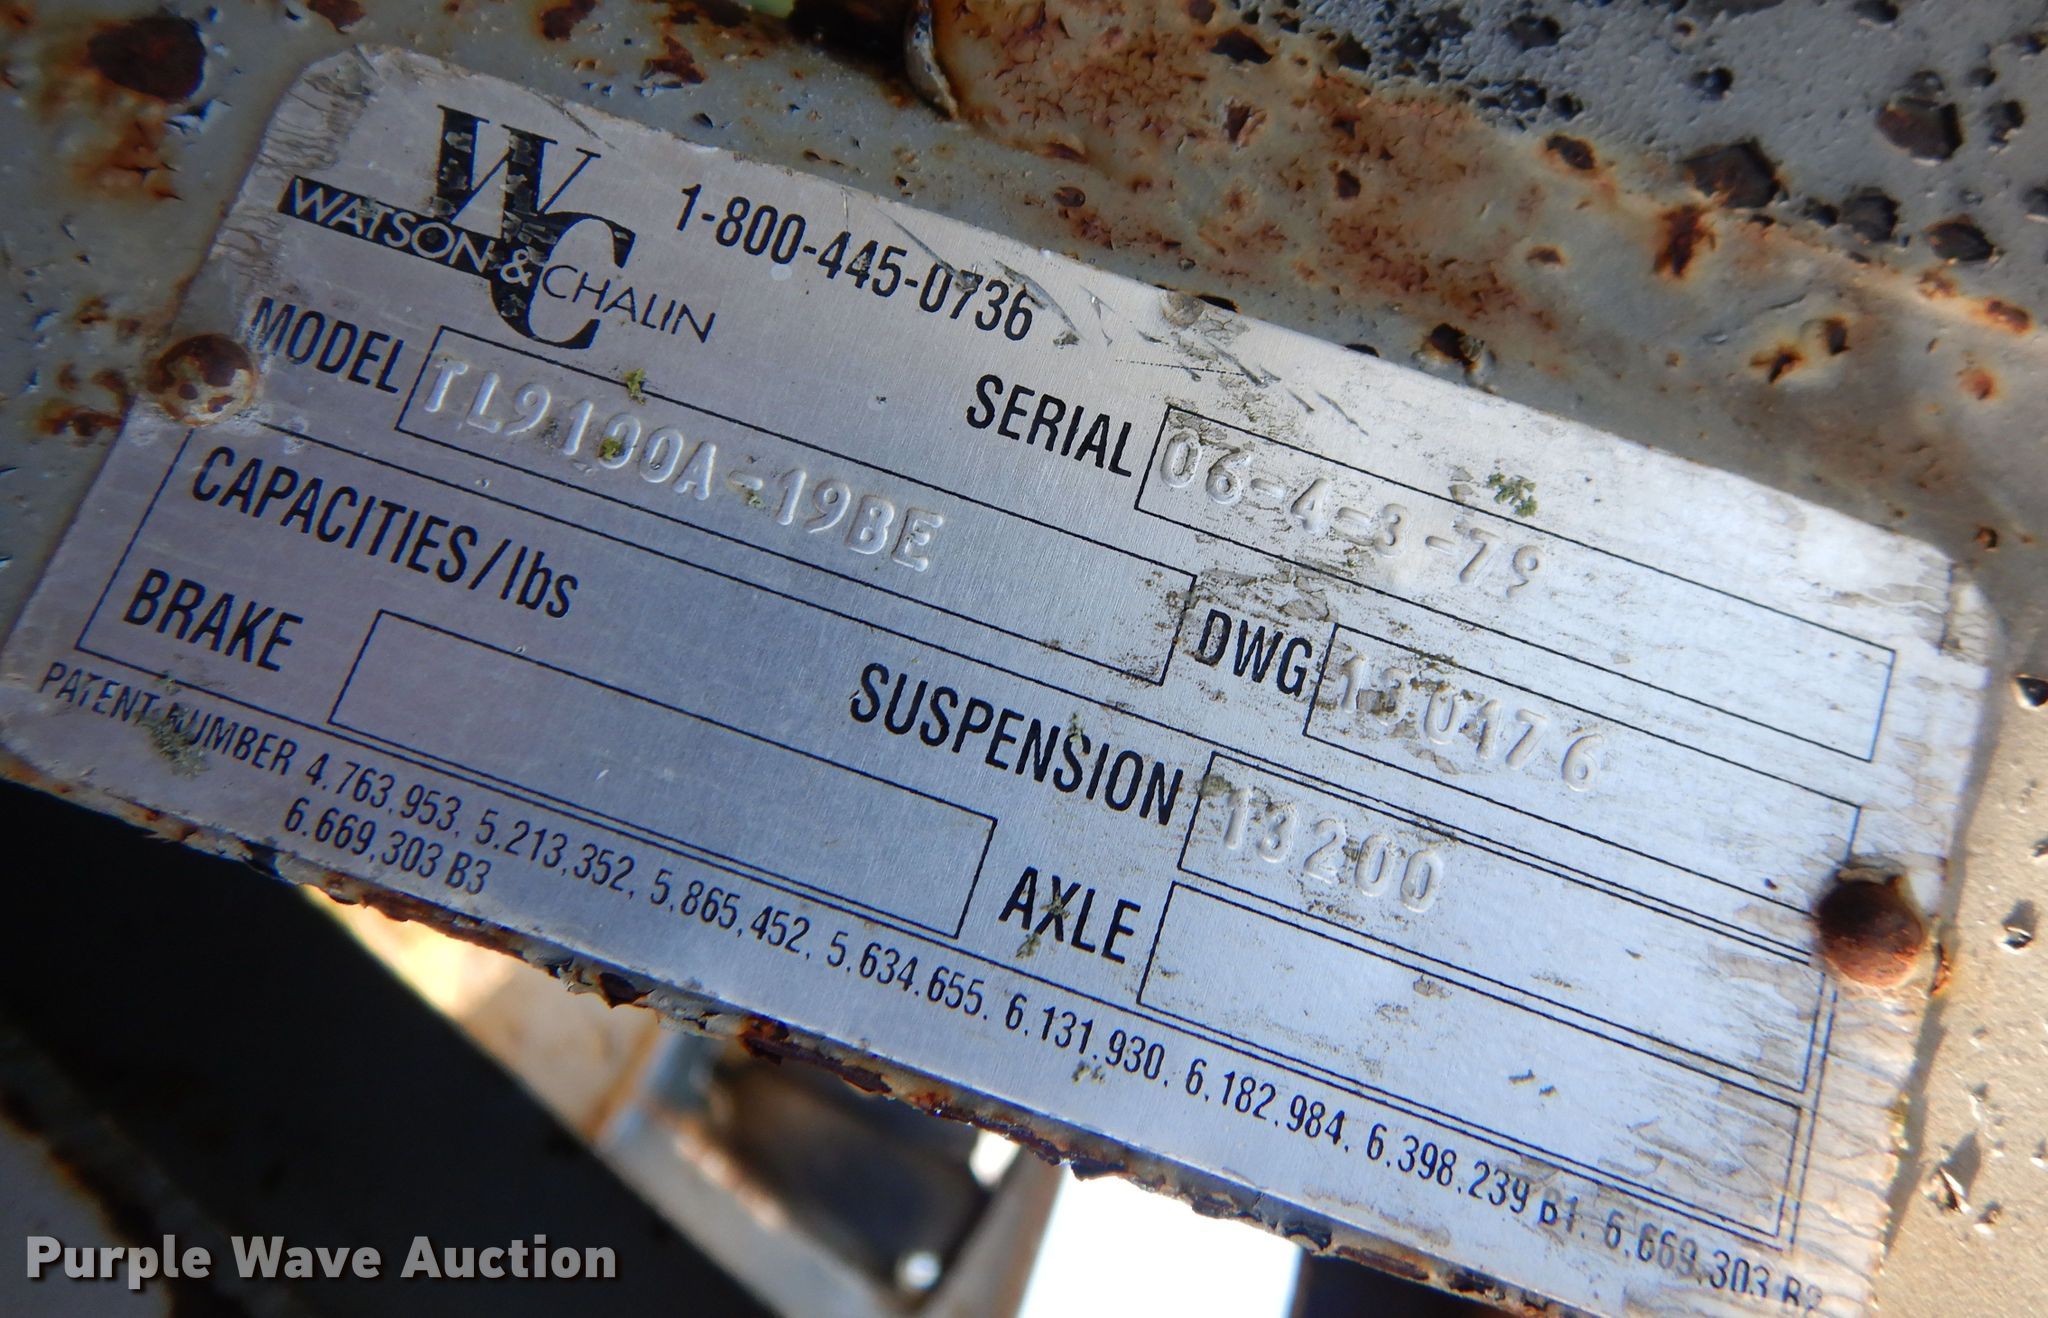 WC
WATSON & CHALIN
1-800-445-0736
MODEL TL9100A-19BE
SERIAL 06-4-3-79
DWG 130176
CAPACITIES/lbs
SUSPENSION 13200
BRAKE
AXLE
PATENT NUMBER 4.763.953. 5.213.352. 5.865.452. 5.634.655. 6.131.930. 6.182.984. 6.398.239 B1. 6.669.303 B2
6.669.303 B3
Purple Wave Auction